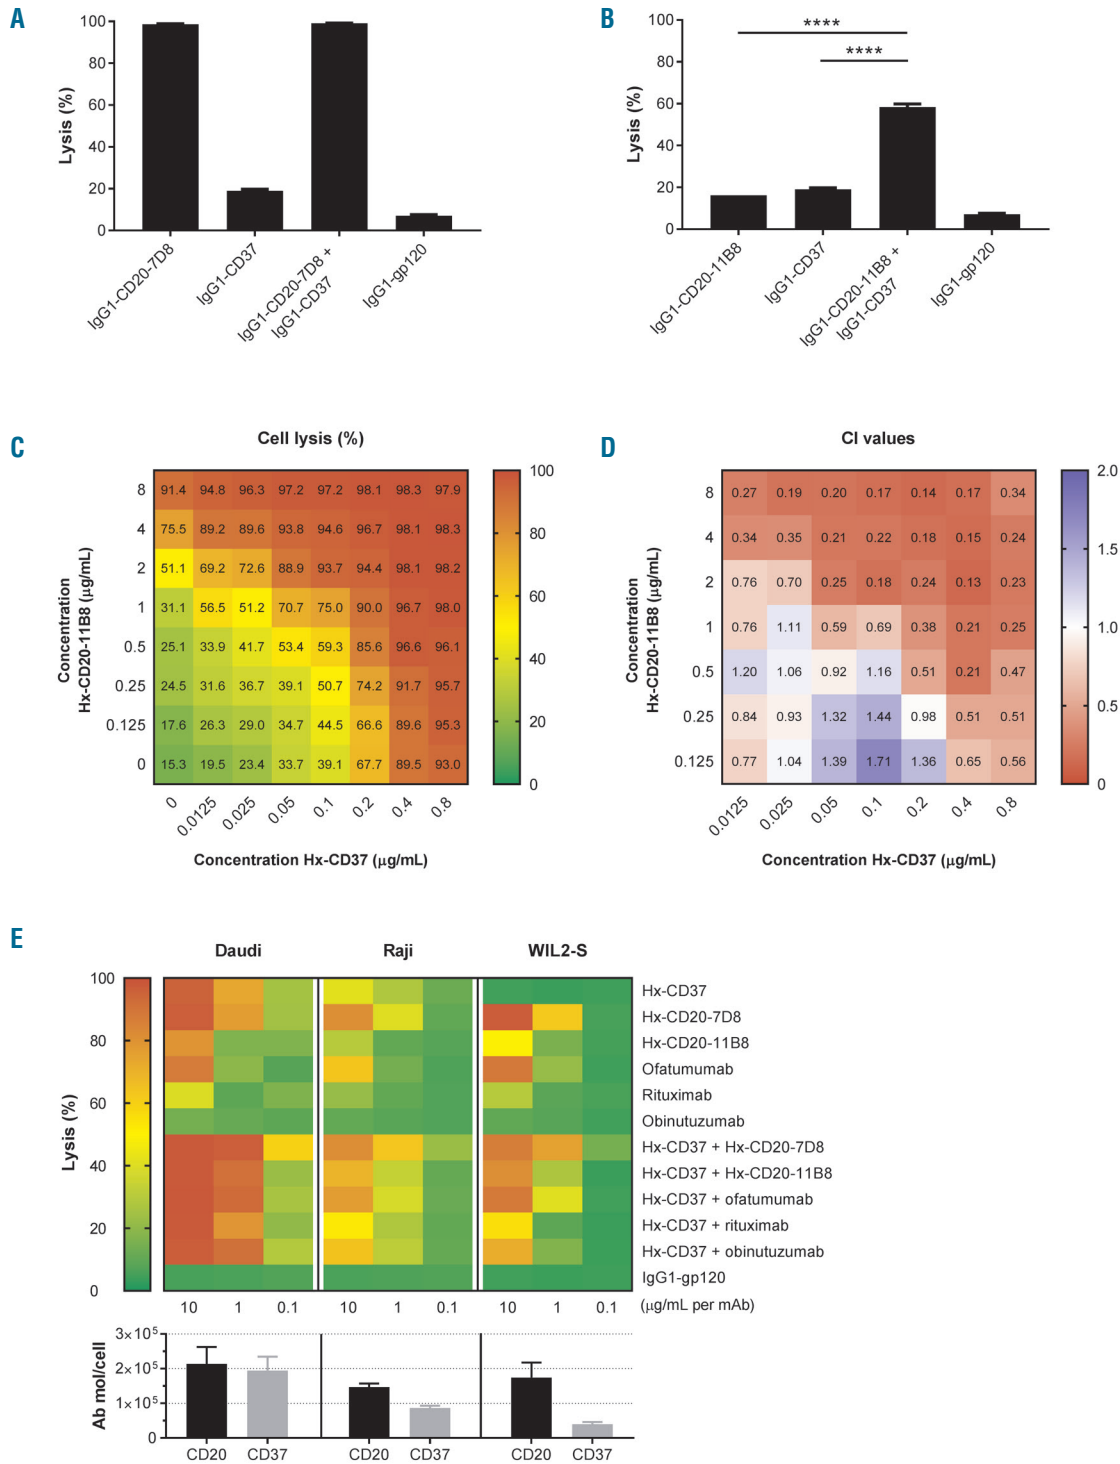 A
100
80
60
40
20
0
Lysis (%)
IgG1-CD20-7D8
IgG1-CD37
IgG1-CD20-7D8 +
IgG1-CD37
IgG1-gp120
B
100
80
60
40
20
0
Lysis (%)
****
****
IgG1-CD20-11B8
IgG1-CD37
IgG1-CD20-11B8 +
IgG1-CD37
IgG1-gp120
C
Cell lysis (%)
Concentration
Hx-CD20-11B8 (μg/mL)
8 91.4 94.8 96.3 97.2 97.2 98.1 98.3 97.9
4 75.5 89.2 89.6 93.8 94.6 96.7 98.1 98.3
2 51.1 69.2 72.6 88.9 93.7 94.4 98.1 98.2
1 31.1 56.5 51.2 70.7 75.0 90.0 96.7 98.0
0.5 25.1 33.9 41.7 53.4 59.3 85.6 96.6 96.1
0.25 24.5 31.6 36.7 39.1 50.7 74.2 91.7 95.7
0.125 17.6 26.3 29.0 34.7 44.5 66.6 89.6 95.3
0 15.3 19.5 23.4 33.7 39.1 67.7 89.5 93.0
0 0.0125 0.025 0.05 0.1 0.2 0.4 0.8
Concentration Hx-CD37 (μg/mL)
100
80
60
40
20
0
D
CI values
Concentration
Hx-CD20-11B8 (μg/mL)
8 0.27 0.19 0.20 0.17 0.14 0.17 0.34
4 0.34 0.35 0.21 0.22 0.18 0.15 0.24
2 0.76 0.70 0.25 0.18 0.24 0.13 0.23
1 0.76 1.11 0.59 0.69 0.38 0.21 0.25
0.5 1.20 1.06 0.92 1.16 0.51 0.21 0.47
0.25 0.84 0.93 1.32 1.44 0.98 0.51 0.51
0.125 0.77 1.04 1.39 1.71 1.36 0.65 0.56
0.0125 0.025 0.05 0.1 0.2 0.4 0.8
Concentration Hx-CD37 (μg/mL)
2.0
1.5
1.0
0.5
0
E
Daudi Raji WIL2-S
Lysis (%)
100
80
60
40
20
0
Hx-CD37
Hx-CD20-7D8
Hx-CD20-11B8
Ofatumumab
Rituximab
Obinutuzumab
Hx-CD37 + Hx-CD20-7D8
Hx-CD37 + Hx-CD20-11B8
Hx-CD37 + ofatumumab
Hx-CD37 + rituximab
Hx-CD37 + obinutuzumab
IgG1-gp120
10 1 0.1 10 1 0.1 10 1 0.1 (μg/mL per mAb)
Ab mol/cell
3×10⁵
2×10⁵
1×10⁵
0
CD20 CD37 CD20 CD37 CD20 CD37